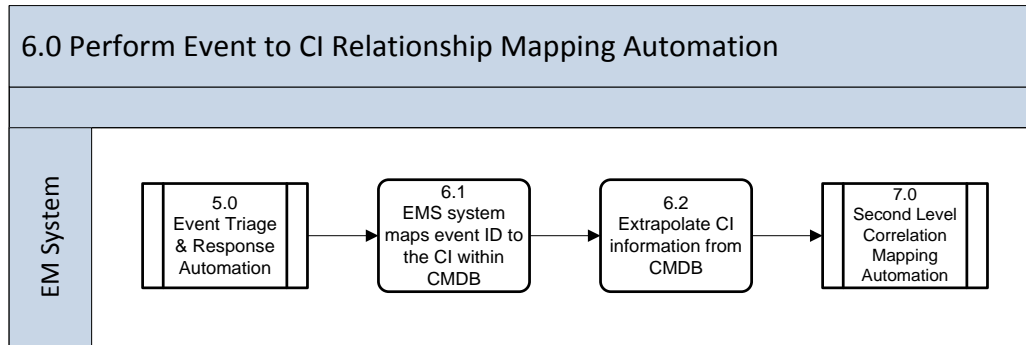 6.0 Perform Event to CI Relationship Mapping Automation
EM System
5.0
Event Triage
& Response
Automation
6.1
EMS system
maps event ID to
the CI within
CMDB
6.2
Extrapolate CI
information from
CMDB
7.0
Second Level
Correlation
Mapping
Automation